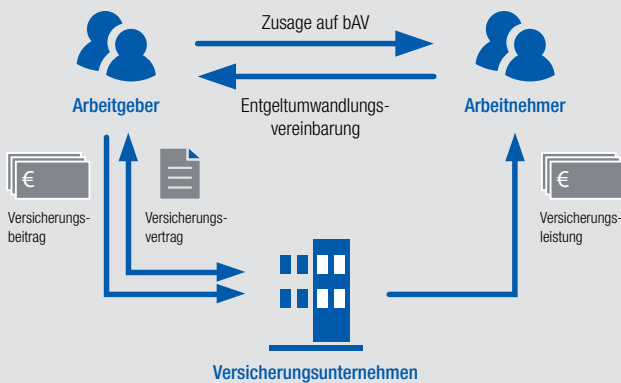 Zusage auf bAV
Arbeitgeber
Entgeltumwandlungs-
vereinbarung
Arbeitnehmer
€
Versicherungs-
beitrag
Versicherungs-
vertrag
€
Versicherungs-
leistung
Versicherungsunternehmen